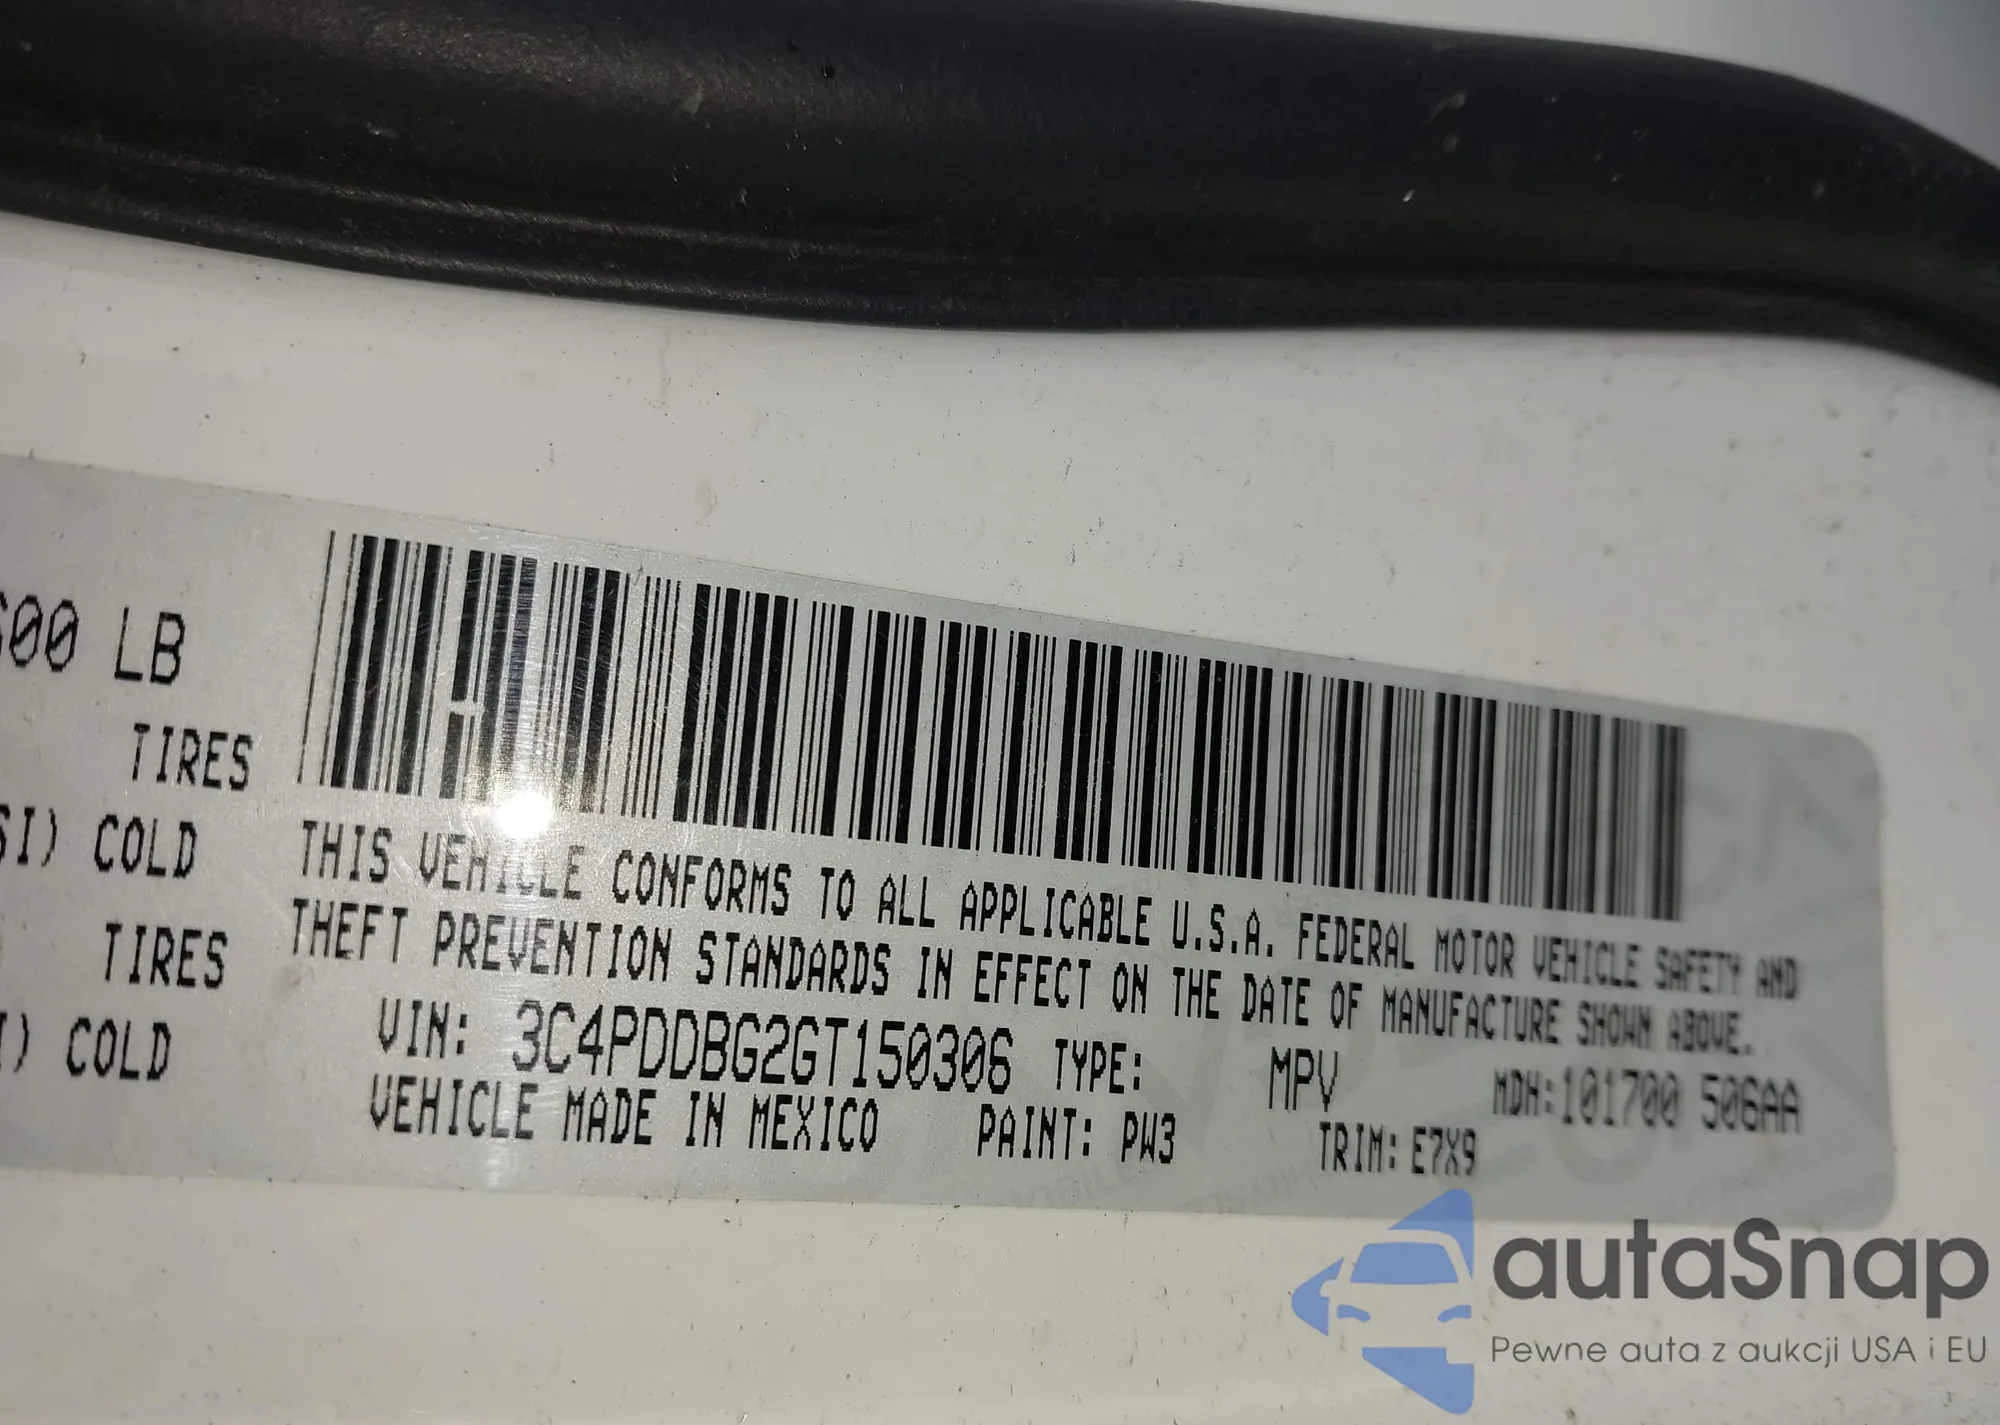 600 LB
TIRES
SI) COLD
TIRES
I) COLD
THIS VEHICLE CONFORMS TO ALL APPLICABLE U.S.A. FEDERAL MOTOR VEHICLE SAFETY AND
THEFT PREVENTION STANDARDS IN EFFECT ON THE DATE OF MANUFACTURE SHOWN ABOVE.
VIN: 3C4PDDBG2GT150306 TYPE: MPV MDH:101700 506AA
VEHICLE MADE IN MEXICO PAINT: PW3 TRIM: E7X9
autaSnap
Pewne auta z aukcji USA i EU